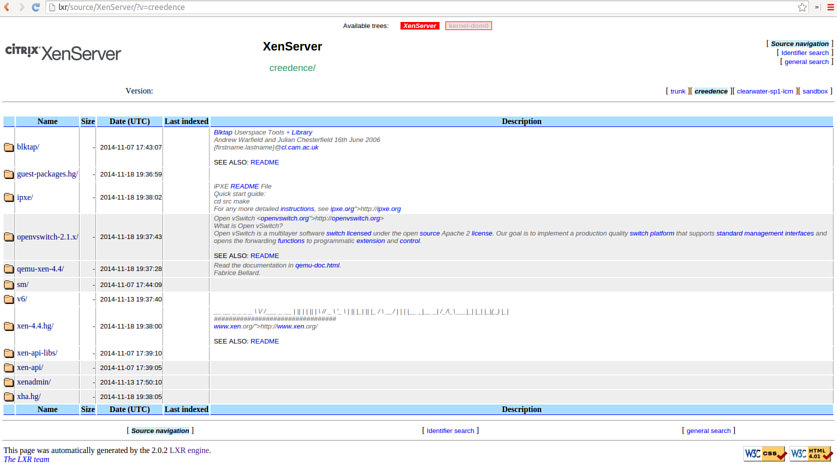 lxr/source/XenServer/?v=creedence
Available trees: XenServer kernel-dom0
CITRIX XenServer
XenServer
creedence/
[ Source navigation ]
[ Identifier search ]
[ general search ]
Version:
[ trunk ][ creedence ][ clearwater-sp1-lcm ][ sandbox ]
Name Size Date (UTC) Last indexed Description
blktap/ - 2014-11-07 17:43:07
Blktap Userspace Tools + Library
Andrew Warfield and Julian Chesterfield 16th June 2006
{firstname.lastname}@cl.cam.ac.uk
SEE ALSO: README
guest-packages.hg/ - 2014-11-18 19:36:59
ipxe/ - 2014-11-18 19:38:02
iPXE README File
Quick start guide:
cd src make
For any more detailed instructions, see ipxe.org">http://ipxe.org
openvswitch-2.1.x/ - 2014-11-18 19:37:43
Open vSwitch <openvswitch.org">http://openvswitch.org>
What is Open vSwitch?
Open vSwitch is a multilayer software switch licensed under the open source Apache 2 license. Our goal is to implement a production quality switch platform that supports standard management interfaces and
opens the forwarding functions to programmatic extension and control.
SEE ALSO: README
qemu-xen-4.4/ - 2014-11-18 19:37:28
Read the documentation in qemu-doc.html.
Fabrice Bellard.
sm/ - 2014-11-07 17:44:09
v6/ - 2014-11-13 19:37:40
xen-4.4.hg/ - 2014-11-18 19:38:00
www.xen.org/">http://www.xen.org/
SEE ALSO: README
xen-api-libs/ - 2014-11-07 17:39:10
xen-api/ - 2014-11-07 17:39:05
xenadmin/ - 2014-11-13 17:50:10
xha.hg/ - 2014-11-18 19:38:05
Name Size Date (UTC) Last indexed Description
[ Source navigation ] [ Identifier search ] [ general search ]
This page was automatically generated by the 2.0.2 LXR engine.
The LXR team
W3C css W3C HTML 4.01